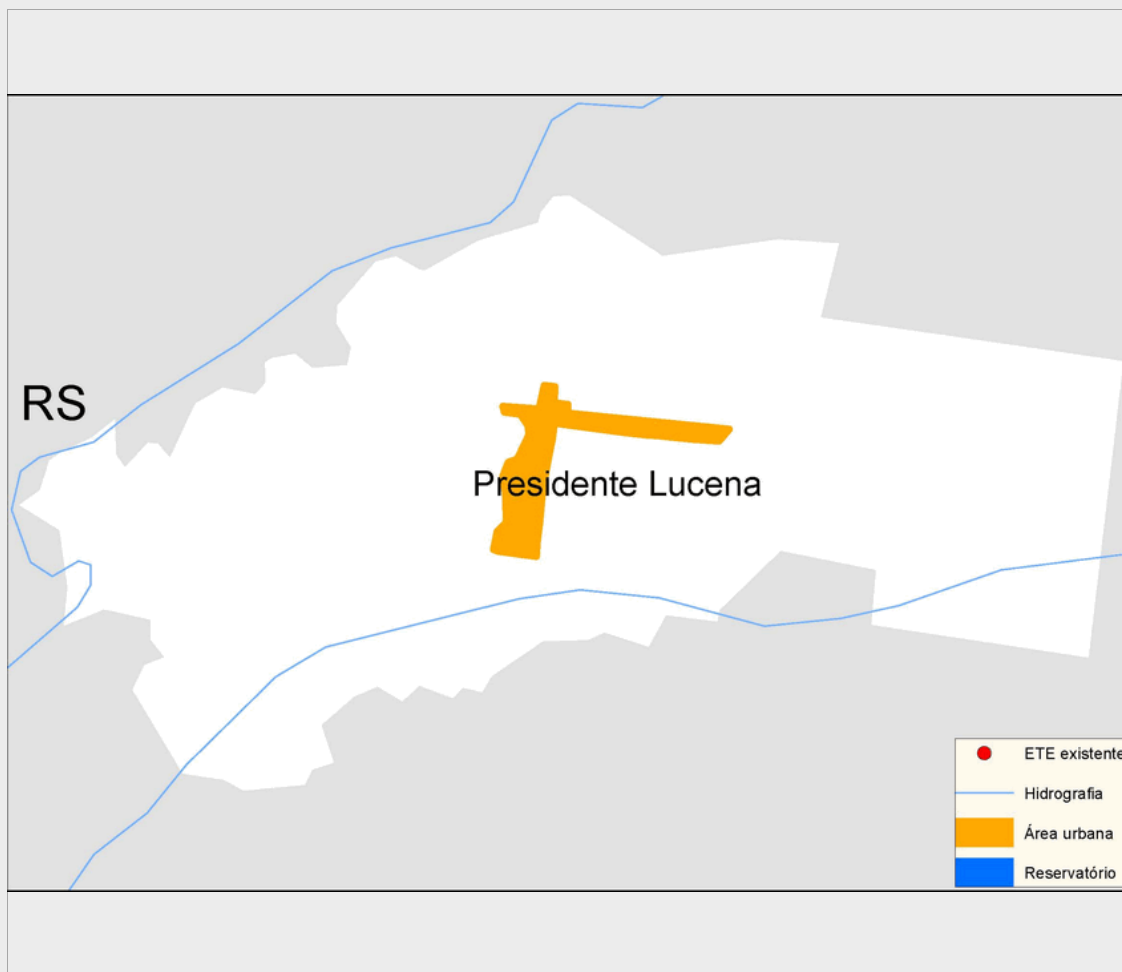 RS
Presidente Lucena
ETE existente
Hidrografia
Área urbana
Reservatório